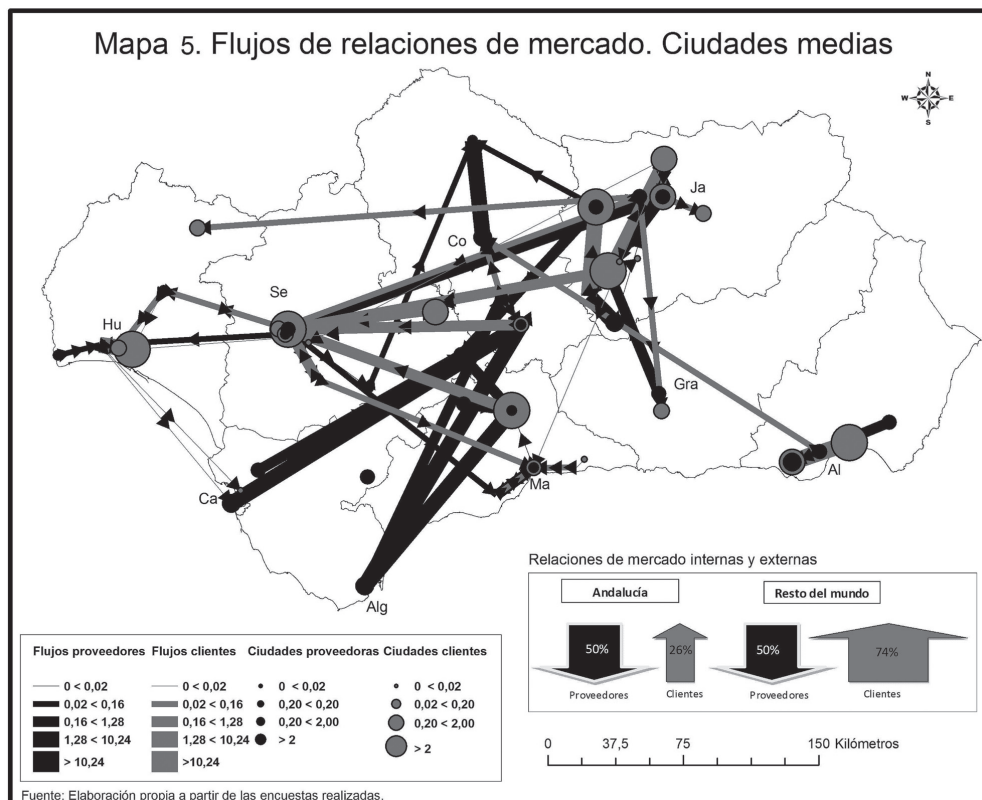 Mapa 5. Flujos de relaciones de mercado. Ciudades medias
N
W E
S
Ja
Co
Se
Hu
Gra
Al
Ma
Ca
Alg
Relaciones de mercado internas y externas
Andalucía Resto del mundo
50% 26% 50% 74%
Proveedores Clientes Proveedores Clientes
Flujos proveedores Flujos clientes Ciudades proveedoras Ciudades clientes
0 < 0,02 0 < 0,02 0 < 0,02 0 < 0,02
0,02 < 0,16 0,02 < 0,16 0,20 < 0,20 0,02 < 0,20
0,16 < 1,28 0,16 < 1,28 0,20 < 2,00 0,20 < 2,00
1,28 < 10,24 1,28 < 10,24 > 2 > 2
> 10,24 >10,24
0 37,5 75 150 Kilómetros
Fuente: Elaboración propia a partir de las encuestas realizadas.